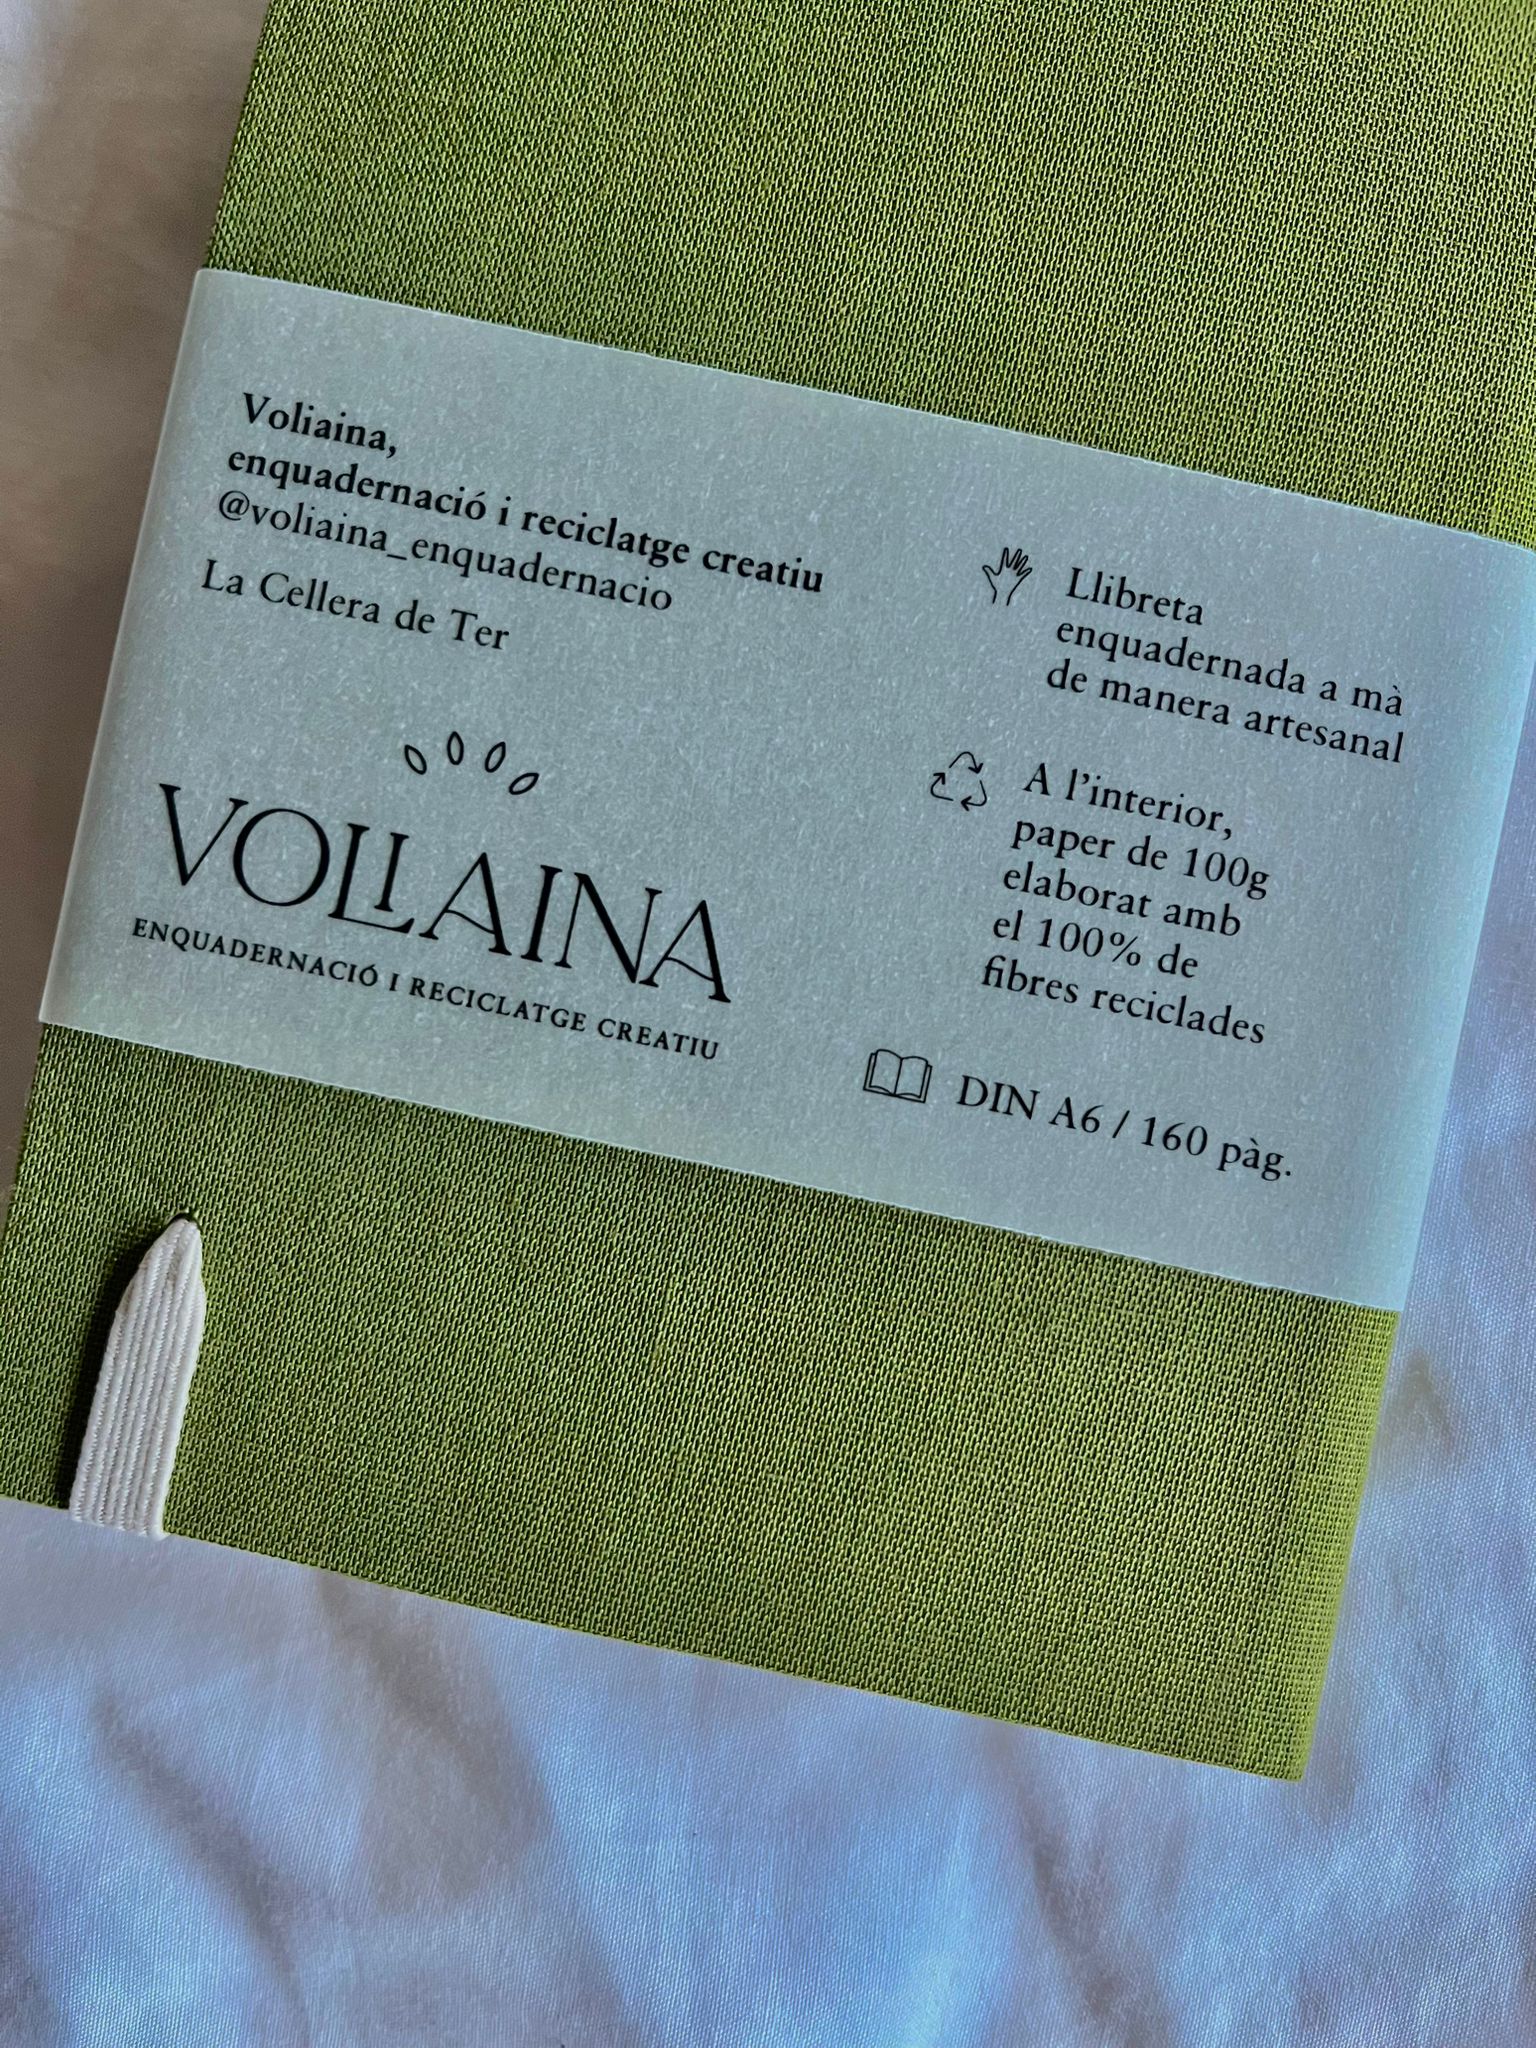 Voliaina,
enquadernació i reciclatge creatiu
@voliaina_enquadernacio
La Cellera de Ter
VOLIAINA
ENQUADERNACIÓ I RECICLATGE CREATIU
Llibreta
enquadernada a mà
de manera artesanal
A l’interior,
paper de 100g
elaborat amb
el 100% de
fibres reciclades
DIN A6 / 160 pàg.